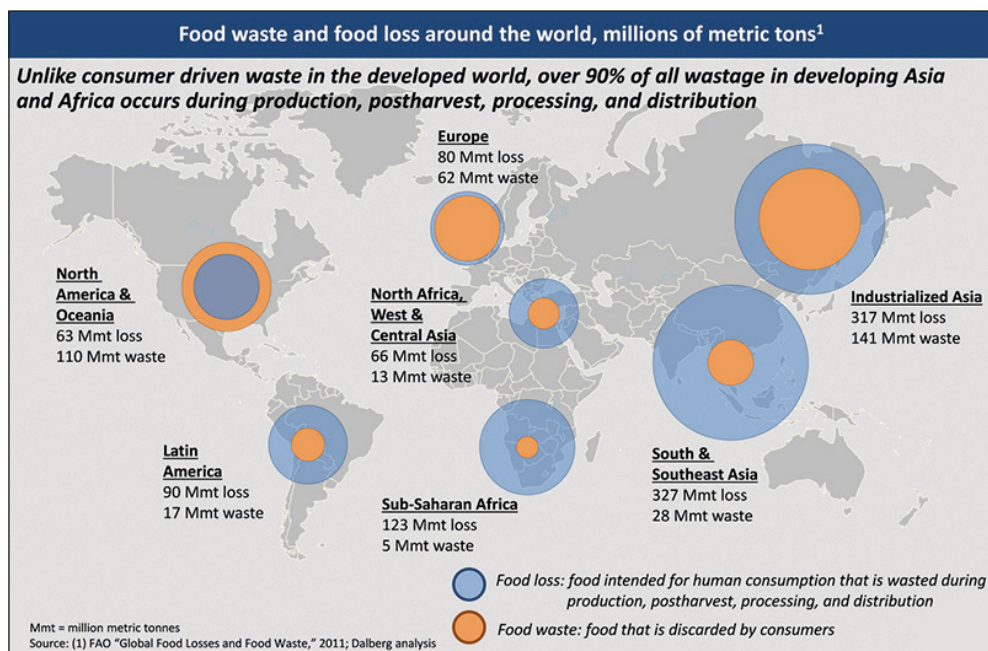 Food waste and food loss around the world, millions of metric tons1
Unlike consumer driven waste in the developed world, over 90% of all wastage in developing Asia
and Africa occurs during production, postharvest, processing, and distribution
Europe
80 Mmt loss
62 Mmt waste
North
America &
Oceania
63 Mmt loss
110 Mmt waste
North Africa,
West &
Central Asia
66 Mmt loss
13 Mmt waste
Industrialized Asia
317 Mmt loss
141 Mmt waste
Latin
America
90 Mmt loss
17 Mmt waste
Sub-Saharan Africa
123 Mmt loss
5 Mmt waste
South &
Southeast Asia
327 Mmt loss
28 Mmt waste
Food loss: food intended for human consumption that is wasted during
production, postharvest, processing, and distribution
Food waste: food that is discarded by consumers
Mmt = million metric tonnes
Source: (1) FAO “Global Food Losses and Food Waste,” 2011; Dalberg analysis